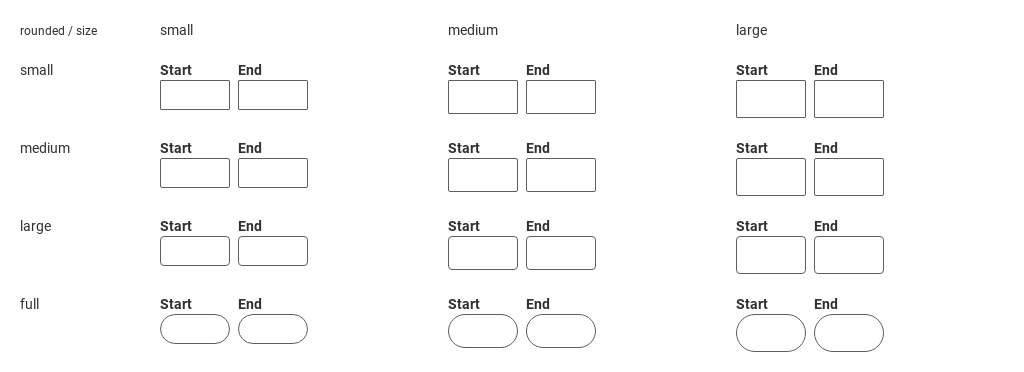 rounded / size small medium large
small Start End Start End Start End
medium Start End Start End Start End
large Start End Start End Start End
full Start End Start End Start End